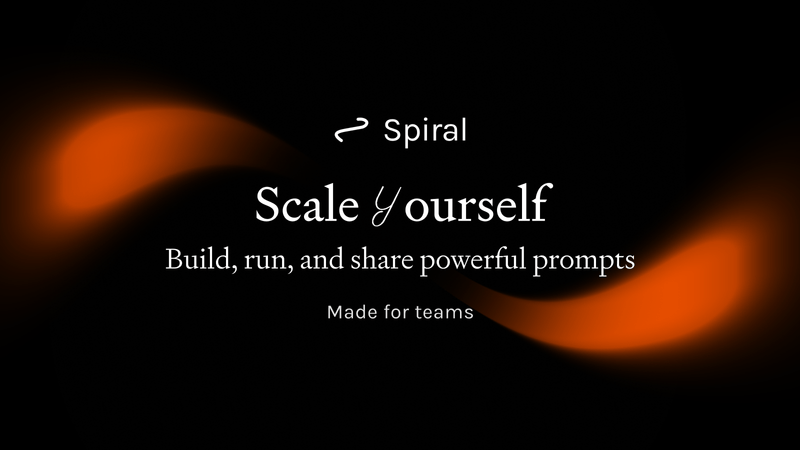 Spiral
Scale Yourself
Build, run, and share powerful prompts
Made for teams